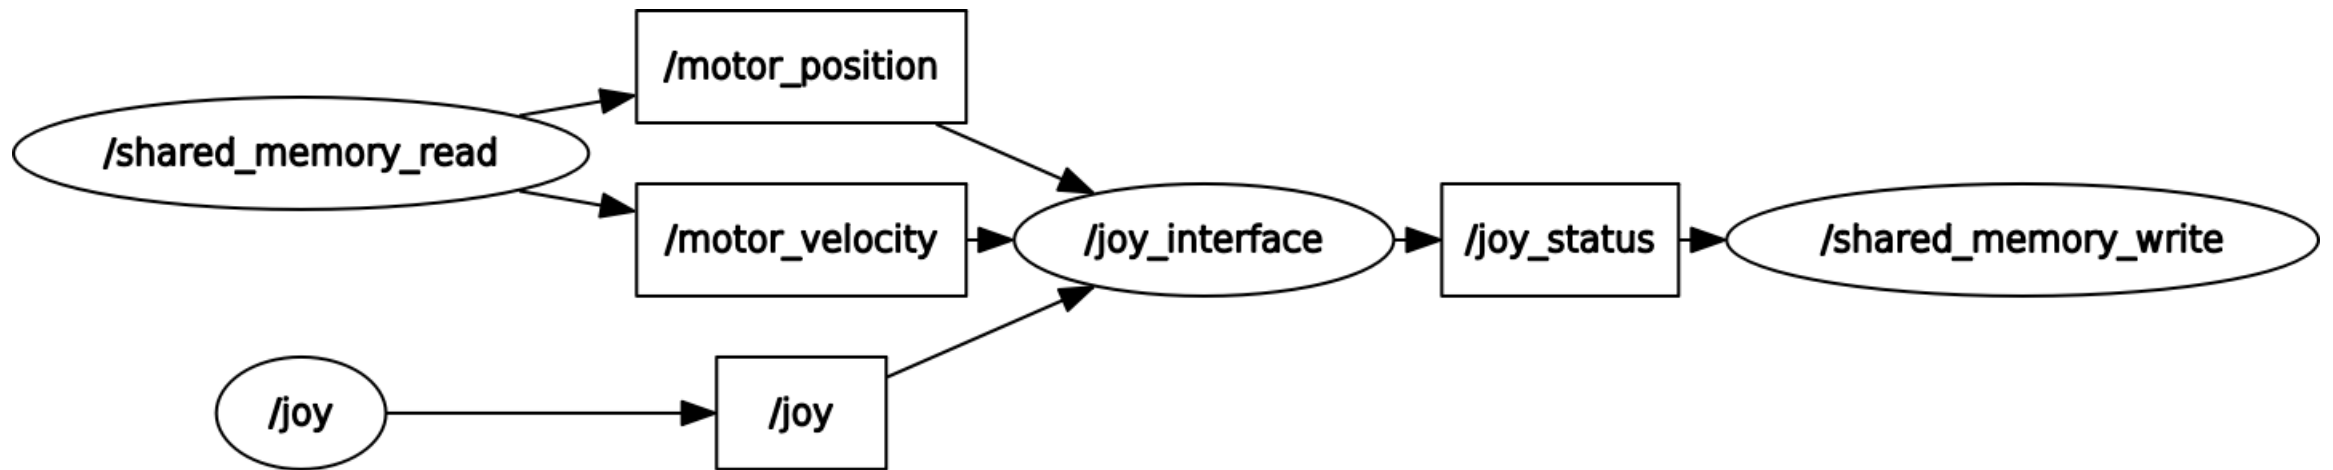 /motor_position
/shared_memory_read
/motor_velocity
/joy_interface
/joy_status
/shared_memory_write
/joy
/joy